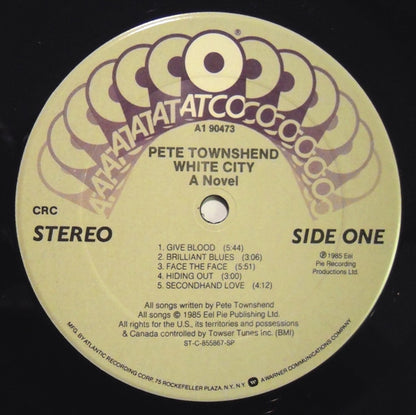 ATATATATATCOCOCOCOCO
A1 90473
PETE TOWNSHEND
WHITE CITY
A Novel
CRC
STEREO
SIDE ONE
℗ 1985 Eel
Pie Recording
Productions Ltd.
1. GIVE BLOOD (5:44)
2. BRILLIANT BLUES (3:06)
3. FACE THE FACE (5:51)
4. HIDING OUT (3:00)
5. SECONDHAND LOVE (4:12)
All songs written by Pete Townshend
All songs © 1985 Eel Pie Publishing Ltd.
All rights for the U.S., its territories and possessions
& Canada controlled by Towser Tunes Inc. (BMI)
ST-C-855867-SP
MFG. BY ATLANTIC RECORDING CORP. 75 ROCKEFELLER PLAZA, N.Y. N.Y. A WARNER COMMUNICATIONS COMPANY